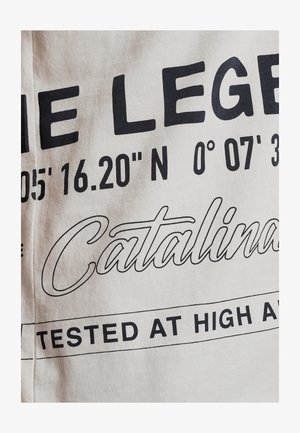 HE LEGE
05' 16.20" N 0° 07' 3
E
Catalina
TESTED AT HIGH A